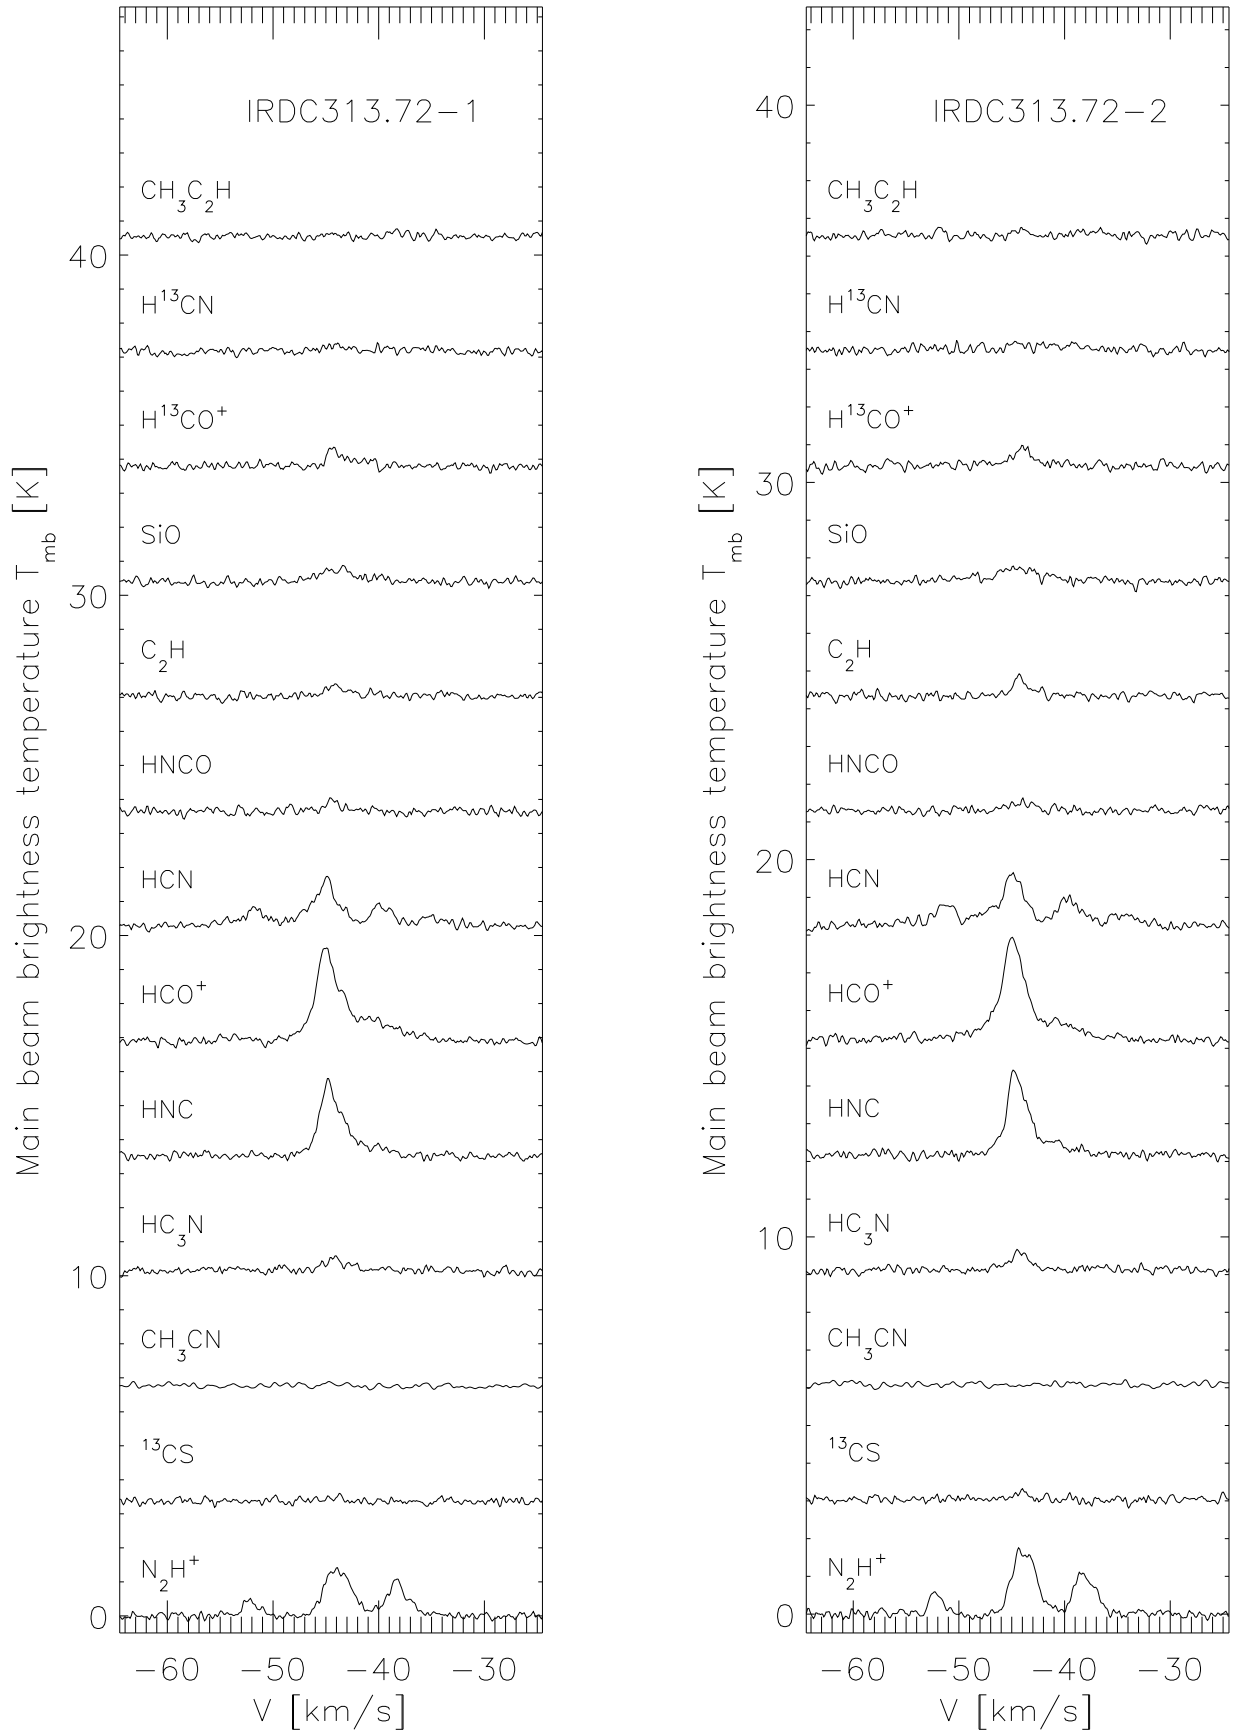 IRDC313.72-1
CH₃C₂H
40
H¹³CN
H¹³CO⁺
SiO
30
C₂H
HNCO
HCN
20
HCO⁺
HNC
HC₃N
10
CH₃CN
¹³CS
N₂H⁺
0
-60 -50 -40 -30
V [km/s]
Main beam brightness temperature T_mb [K]
IRDC313.72-2
40
CH₃C₂H
H¹³CN
H¹³CO⁺
30
SiO
C₂H
HNCO
20
HCN
HCO⁺
HNC
HC₃N
10
CH₃CN
¹³CS
N₂H⁺
0
-60 -50 -40 -30
V [km/s]
Main beam brightness temperature T_mb [K]